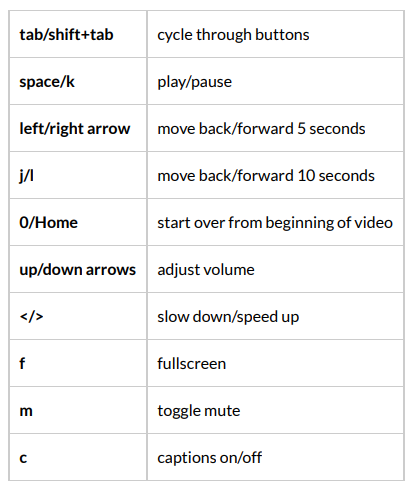 tab/shift+tab cycle through buttons
space/k play/pause
left/right arrow move back/forward 5 seconds
j/l move back/forward 10 seconds
0/Home start over from beginning of video
up/down arrows adjust volume
</> slow down/speed up
f fullscreen
m toggle mute
c captions on/off